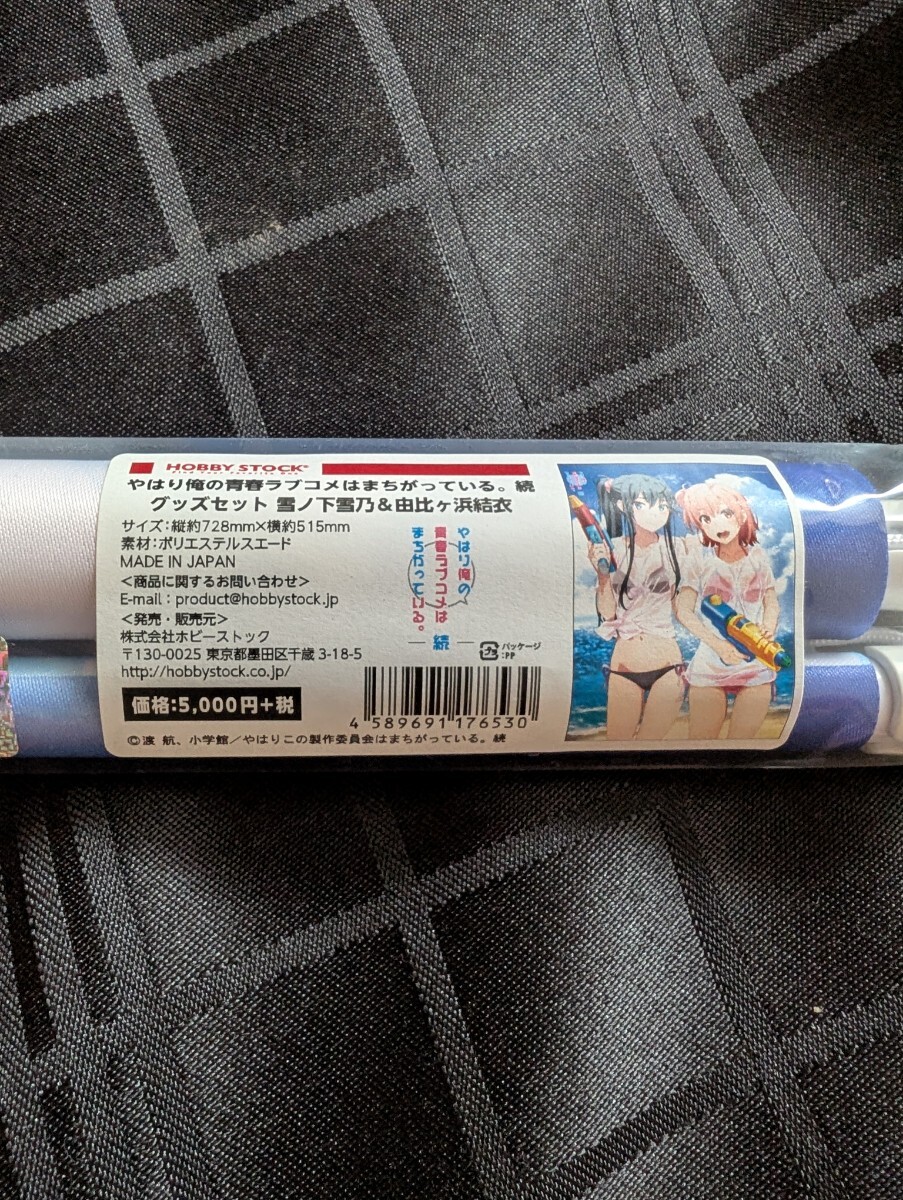 HOBBY STOCK
Find Your Favorite One
やはり俺の青春ラブコメはまちがっている。続
グッズセット 雪ノ下雪乃&由比ヶ浜結衣
サイズ:縦約728mm×横約515mm
素材:ポリエステルスエード
MADE IN JAPAN
<商品に関するお問い合わせ>
E-mail:product@hobbystock.jp
<発売・販売元>
株式会社ホビーストック
〒130-0025 東京都墨田区千歳 3-18-5
http://hobbystock.co.jp/
価格:5,000円+税
©渡 航、小学館/やはりこの製作委員会はまちがっている。続
やはり俺の
青春ラブコメは
まちがっている。
続
パッケージ
:PP
4 589691 176530